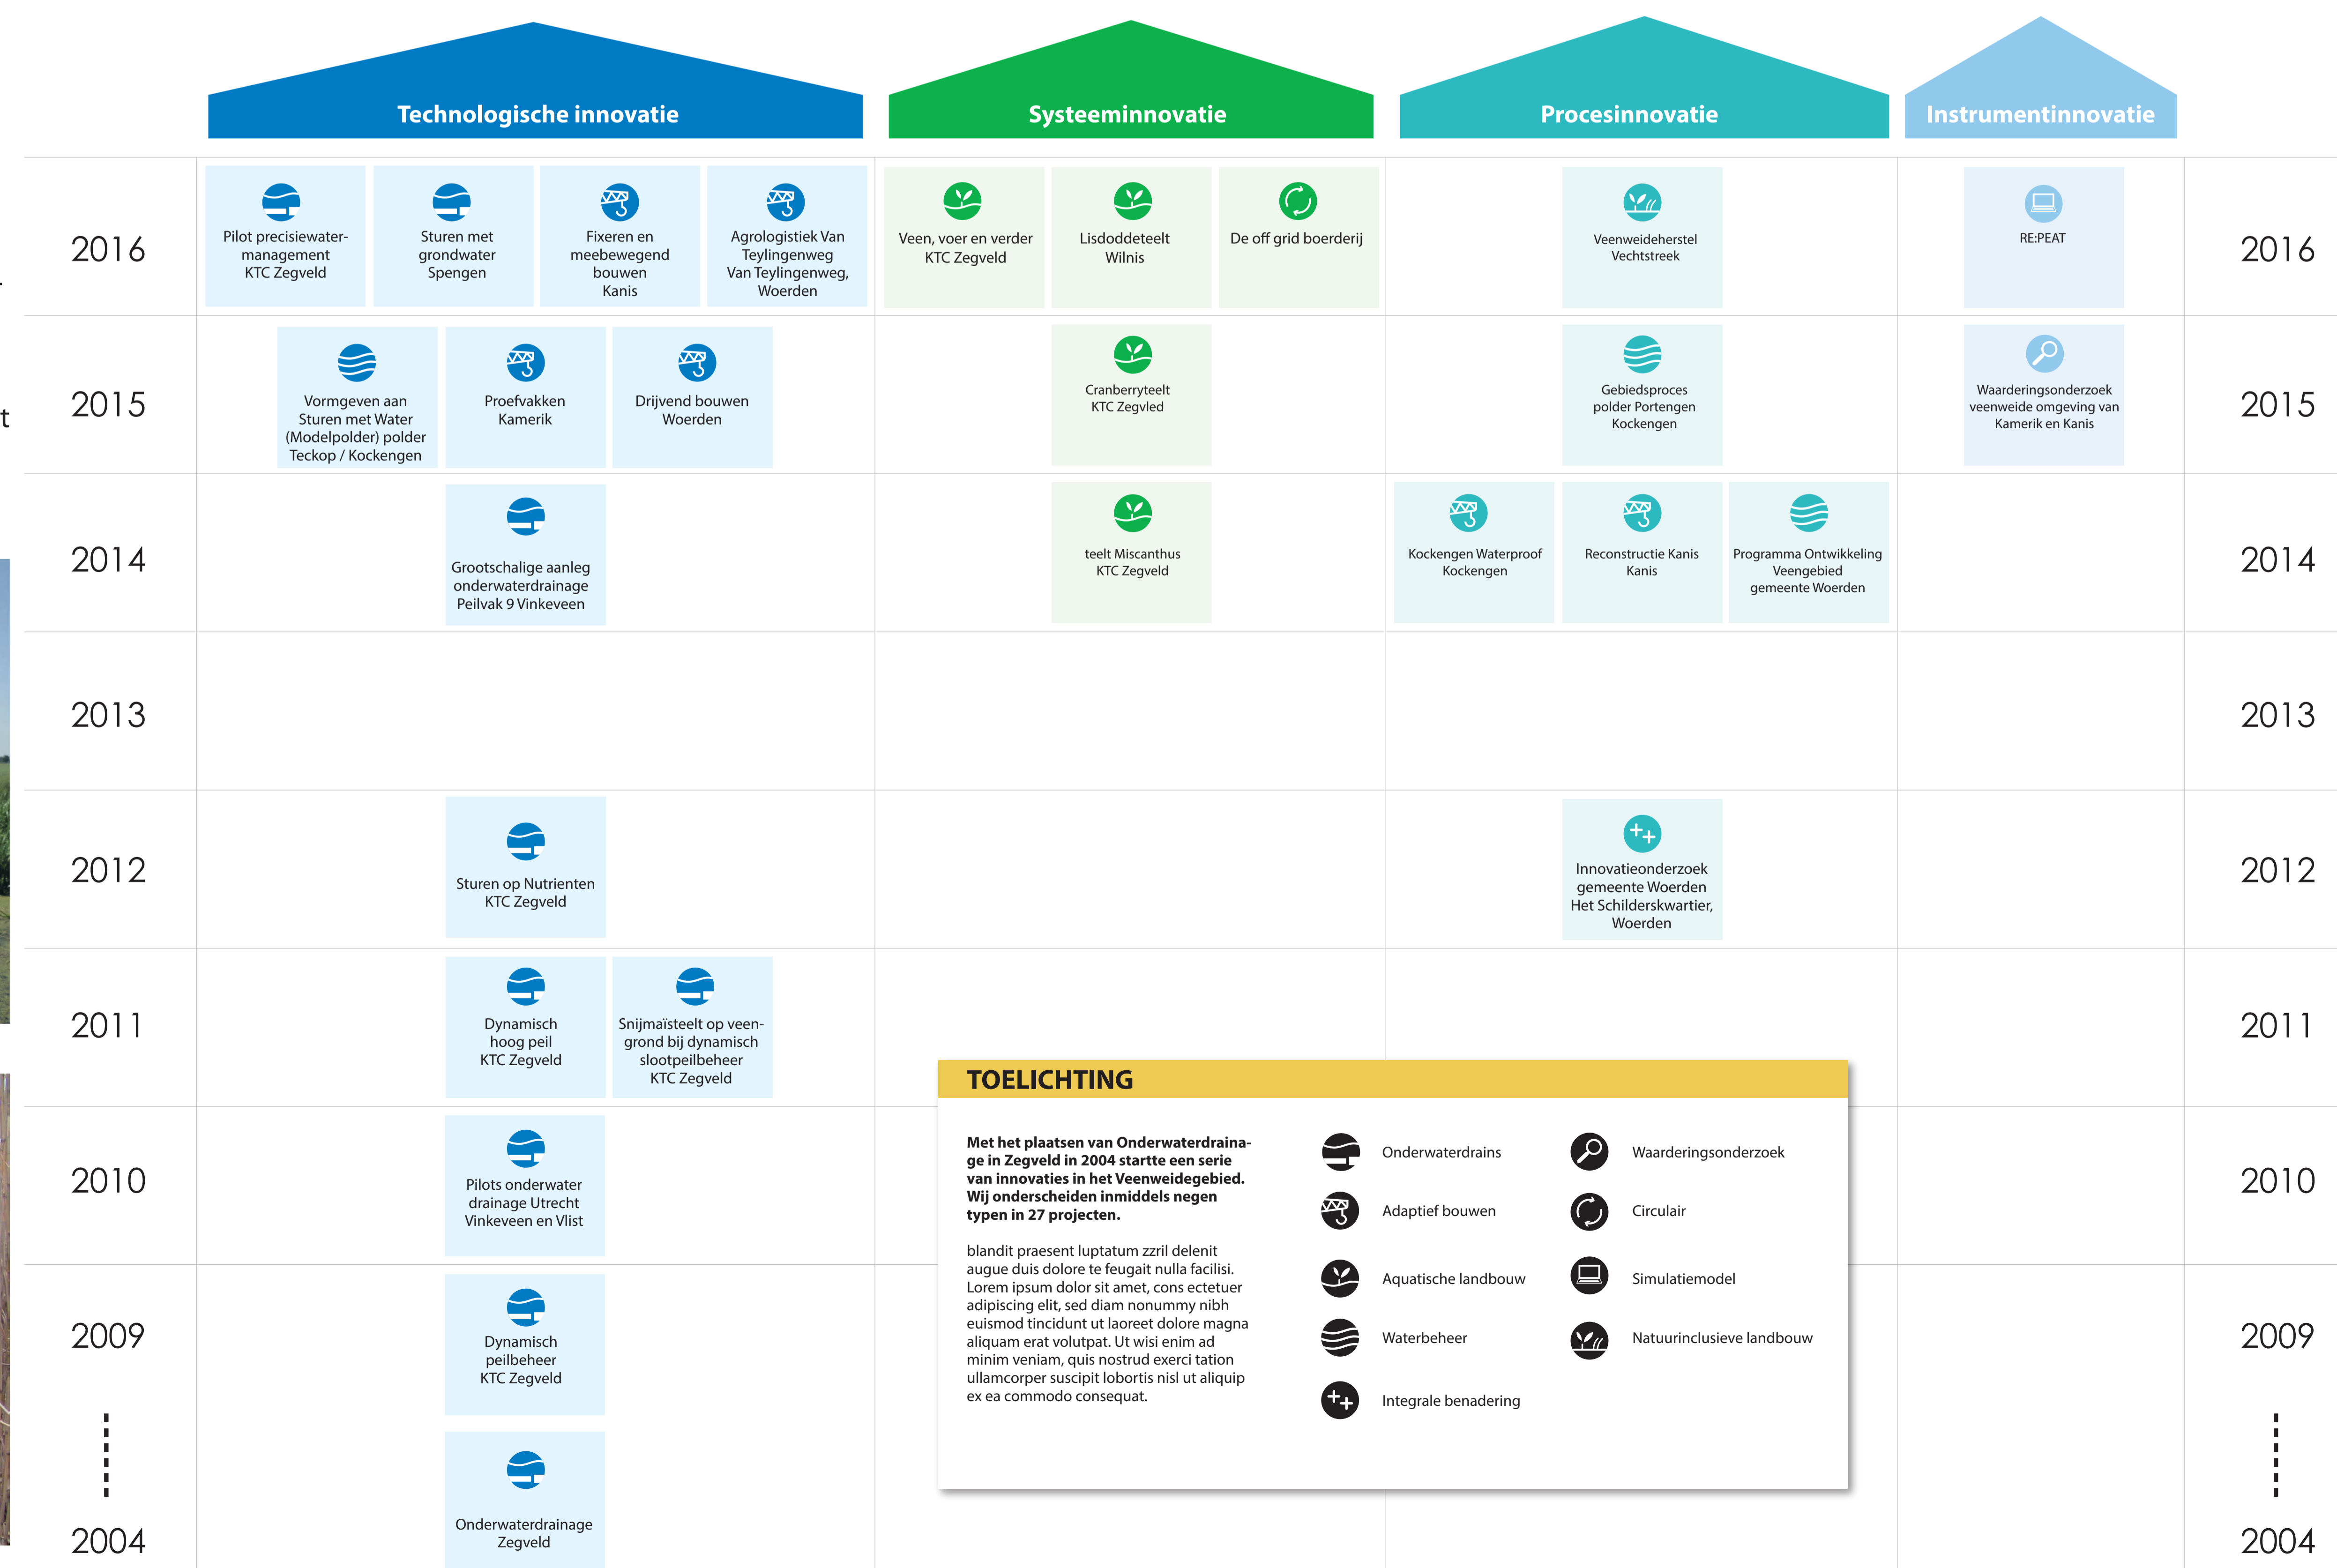 Technologische innovatie
Systeeminnovatie
Procesinnovatie
Instrumentinnovatie
2016
Pilot precisiewater-
management
KTC Zegveld
Sturen met
grondwater
Spengen
Fixeren en
meebewegend
bouwen
Kanis
Agrologistiek Van
Teylingenweg
Van Teylingenweg,
Woerden
Veen, voer en verder
KTC Zegveld
Lisdoddeteelt
Wilnis
De off grid boerderij
Veenweideherstel
Vechtstreek
RE:PEAT
2016
t
2015
Vormgeven aan
Sturen met Water
(Modelpolder) polder
Teckop / Kockengen
Proefvakken
Kamerik
Drijvend bouwen
Woerden
Cranberryteelt
KTC Zegvled
Gebiedsproces
polder Portengen
Kockengen
Waarderingsonderzoek
veenweide omgeving van
Kamerik en Kanis
2015
2014
Grootschalige aanleg
onderwaterdrainage
Peilvak 9 Vinkeveen
teelt Miscanthus
KTC Zegveld
Kockengen Waterproof
Kockengen
Reconstructie Kanis
Kanis
Programma Ontwikkeling
Veengebied
gemeente Woerden
2014
2013
2013
2012
Sturen op Nutrienten
KTC Zegveld
Innovatieonderzoek
gemeente Woerden
Het Schilderskwartier,
Woerden
2012
2011
Dynamisch
hoog peil
KTC Zegveld
Snijmaïsteelt op veen-
grond bij dynamisch
slootpeilbeheer
KTC Zegveld
2011
2010
Pilots onderwater
drainage Utrecht
Vinkeveen en Vlist
2010
2009
Dynamisch
peilbeheer
KTC Zegveld
2009
2004
Onderwaterdrainage
Zegveld
2004
TOELICHTING
Met het plaatsen van Onderwaterdraina-
ge in Zegveld in 2004 startte een serie
van innovaties in het Veenweidegebied.
Wij onderscheiden inmiddels negen
typen in 27 projecten.
blandit praesent luptatum zzril delenit
augue duis dolore te feugait nulla facilisi.
Lorem ipsum dolor sit amet, cons ectetuer
adipiscing elit, sed diam nonummy nibh
euismod tincidunt ut laoreet dolore magna
aliquam erat volutpat. Ut wisi enim ad
minim veniam, quis nostrud exerci tation
ullamcorper suscipit lobortis nisl ut aliquip
ex ea commodo consequat.
Onderwaterdrains
Adaptief bouwen
Aquatische landbouw
Waterbeheer
Integrale benadering
Waarderingsonderzoek
Circulair
Simulatiemodel
Natuurinclusieve landbouw